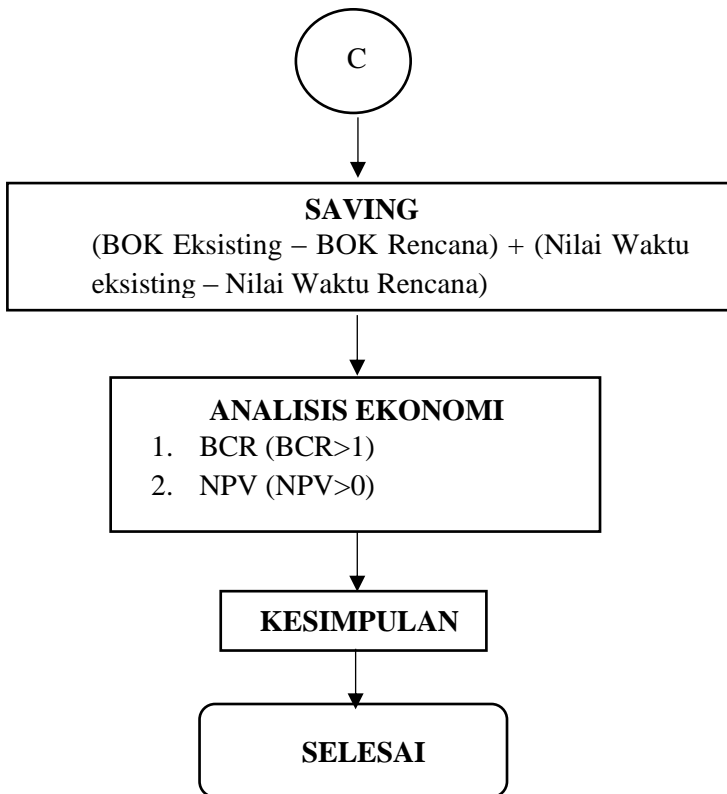 C
SAVING
(BOK Eksisting – BOK Rencana) + (Nilai Waktu
eksisting – Nilai Waktu Rencana)
ANALISIS EKONOMI
1. BCR (BCR>1)
2. NPV (NPV>0)
KESIMPULAN
SELESAI